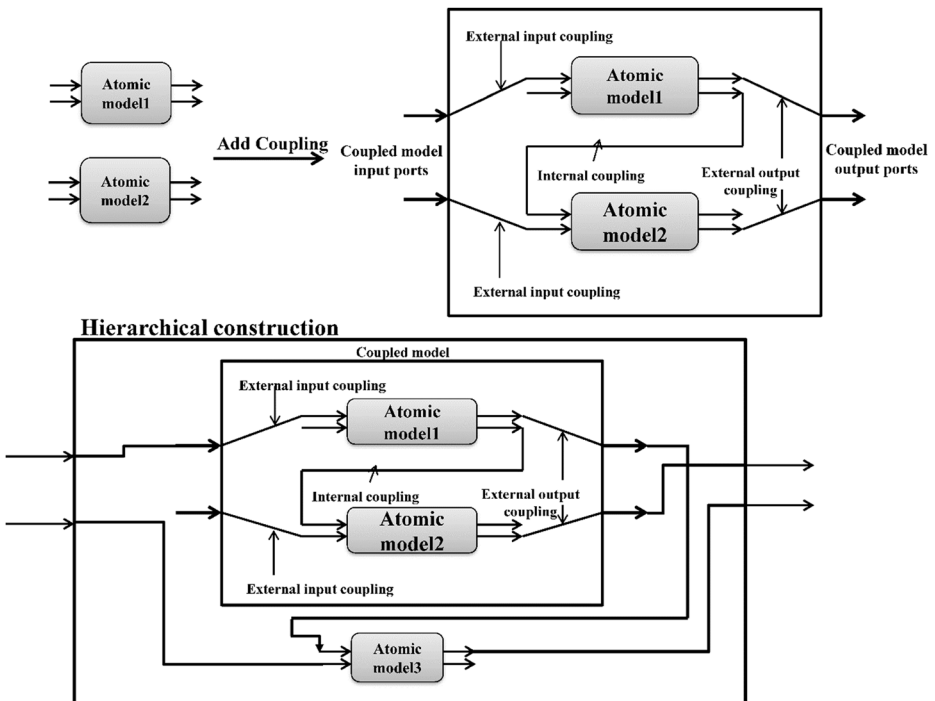 Atomic
model1
Atomic
model2
Add Coupling
External input coupling
Atomic
model1
Coupled model
input ports
Internal coupling
External output
coupling
Coupled model
output ports
Atomic
model2
External input coupling
Hierarchical construction
Coupled model
External input coupling
Atomic
model1
Internal coupling
External output
coupling
Atomic
model2
External input coupling
Atomic
model3